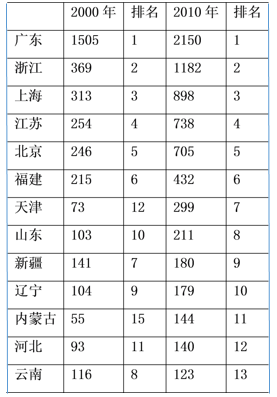 2000 年 排名 2010 年 排名
广东 1505 1 2150 1
浙江 369 2 1182 2
上海 313 3 898 3
江苏 254 4 738 4
北京 246 5 705 5
福建 215 6 432 6
天津 73 12 299 7
山东 103 10 211 8
新疆 141 7 180 9
辽宁 104 9 179 10
内蒙古 55 15 144 11
河北 93 11 140 12
云南 116 8 123 13